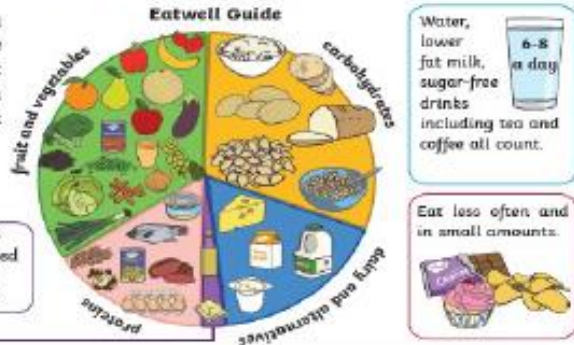 Eatwell Guide
fruit and vegetables
carbohydrates
proteins
dairy and alternatives
Water,
lower
fat milk,
sugar-free
drinks
including tea and
coffee all count.
6-8
a day
Eat less often and
in small amounts.